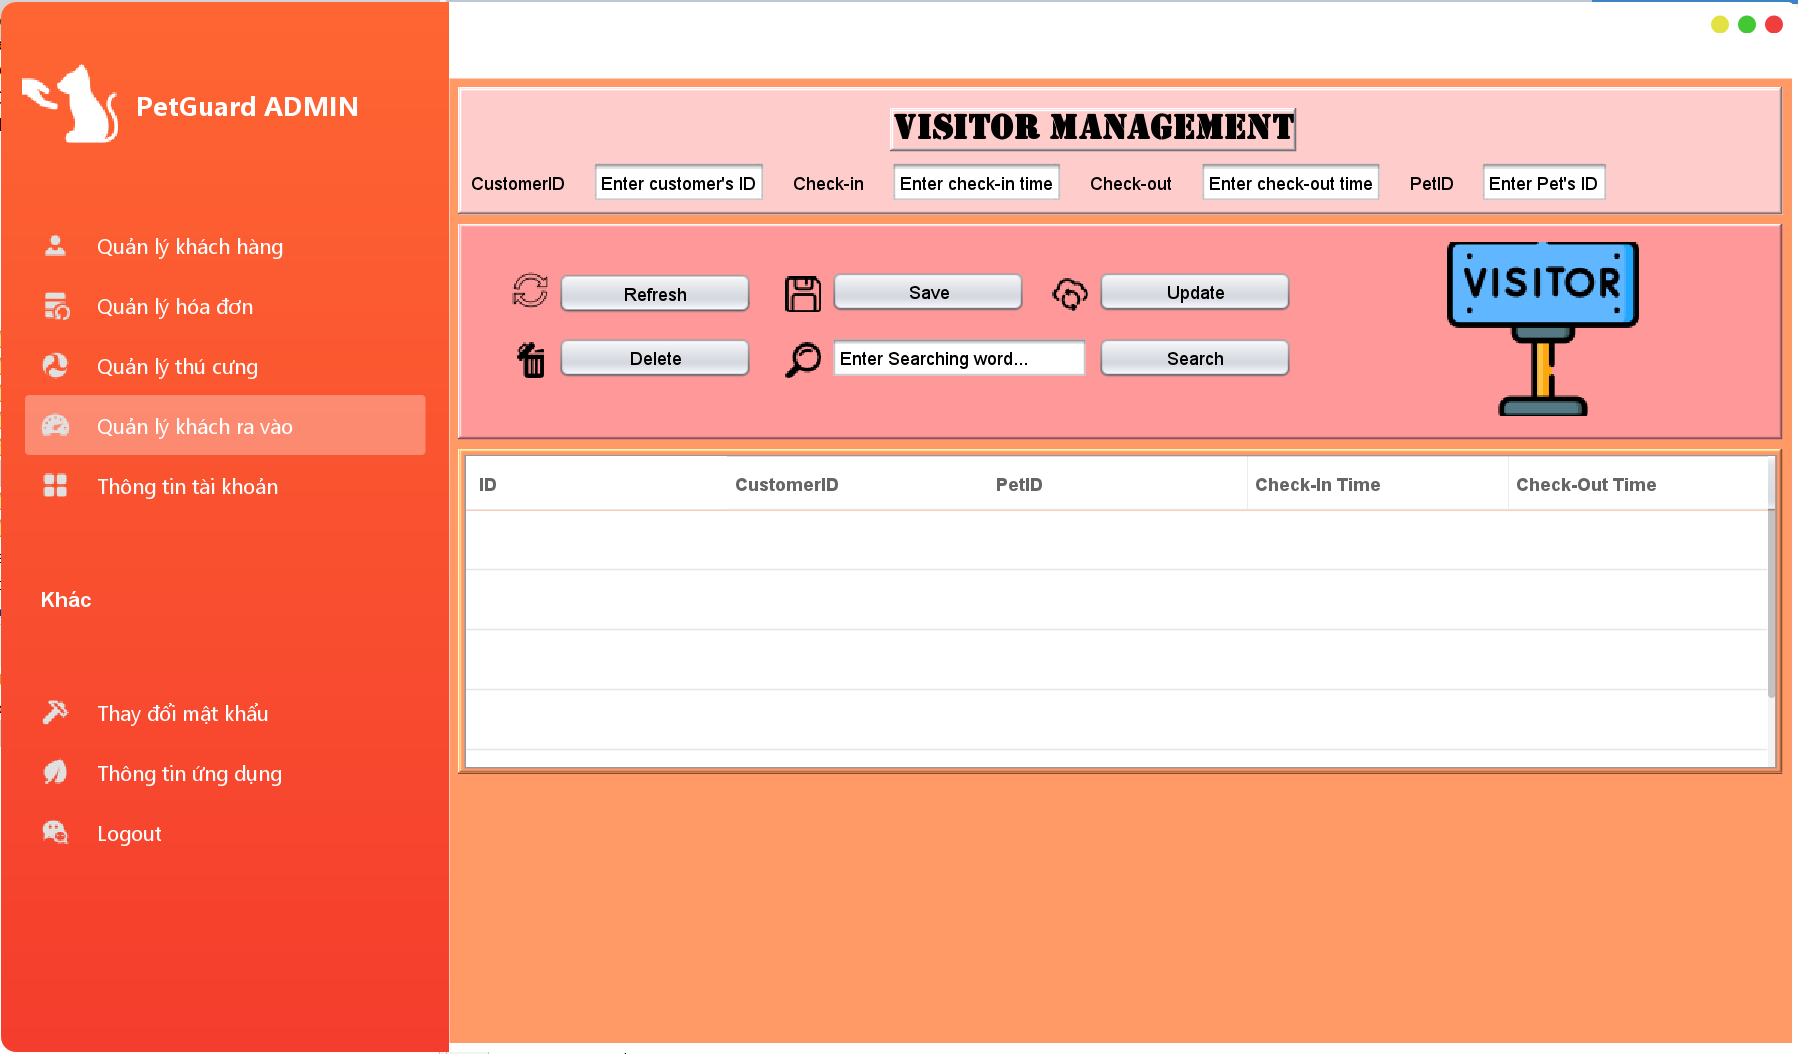 PetGuard ADMIN
Quản lý khách hàng
Quản lý hóa đơn
Quản lý thú cưng
Quản lý khách ra vào
Thông tin tài khoản
Khác
Thay đổi mật khẩu
Thông tin ứng dụng
Logout
VISITOR MANAGEMENT
CustomerID Enter customer's ID Check-in Enter check-in time Check-out Enter check-out time PetID Enter Pet's ID
Refresh Save Update
Delete Enter Searching word... Search
VISITOR
ID CustomerID PetID Check-In Time Check-Out Time